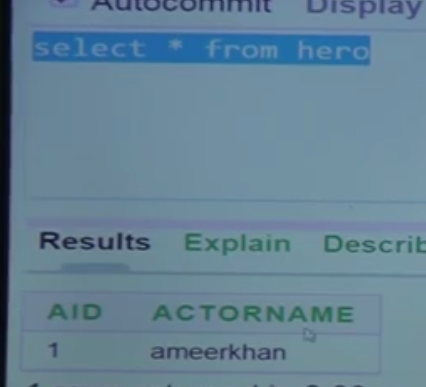 Autocommit Display
select * from hero
Results Explain Describ
AID ACTORNAME
1 ameerkhan